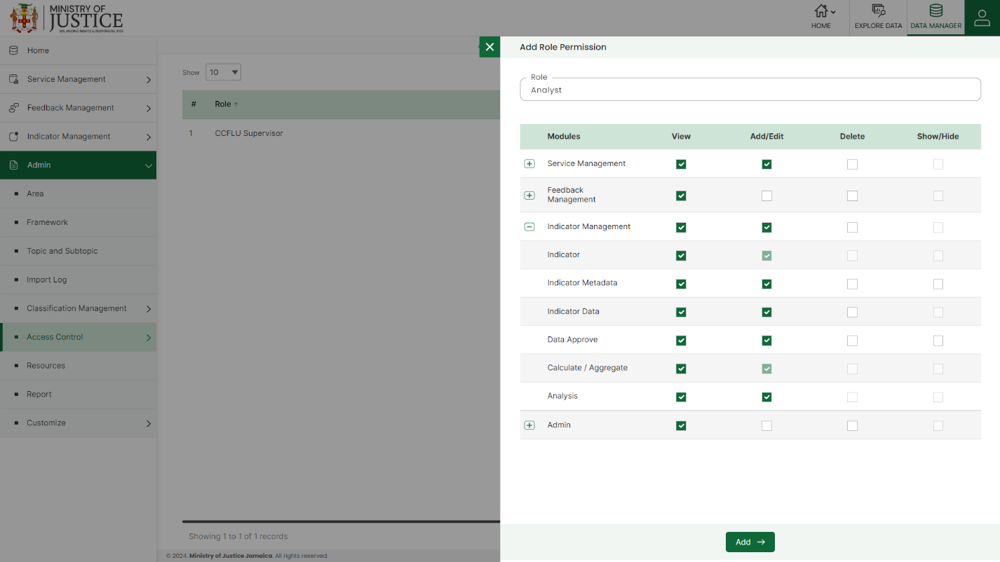 MINISTRY OF
JUSTICE
BALANCING RIGHTS & RESPONSIBILITIES
HOME
EXPLORE DATA
DATA MANAGER
Home
Service Management
Feedback Management
Indicator Management
Admin
Area
Framework
Topic and Subtopic
Import Log
Classification Management
Access Control
Resources
Report
Customize
Show 10
# Role ↑
1 CCFLU Supervisor
Showing 1 to 1 of 1 records
© 2024. Ministry of Justice Jamaica. All rights reserved.
Add Role Permission
Role
Analyst
Modules View Add/Edit Delete Show/Hide
Service Management
Feedback
Management
Indicator Management
Indicator
Indicator Metadata
Indicator Data
Data Approve
Calculate / Aggregate
Analysis
Admin
Add →